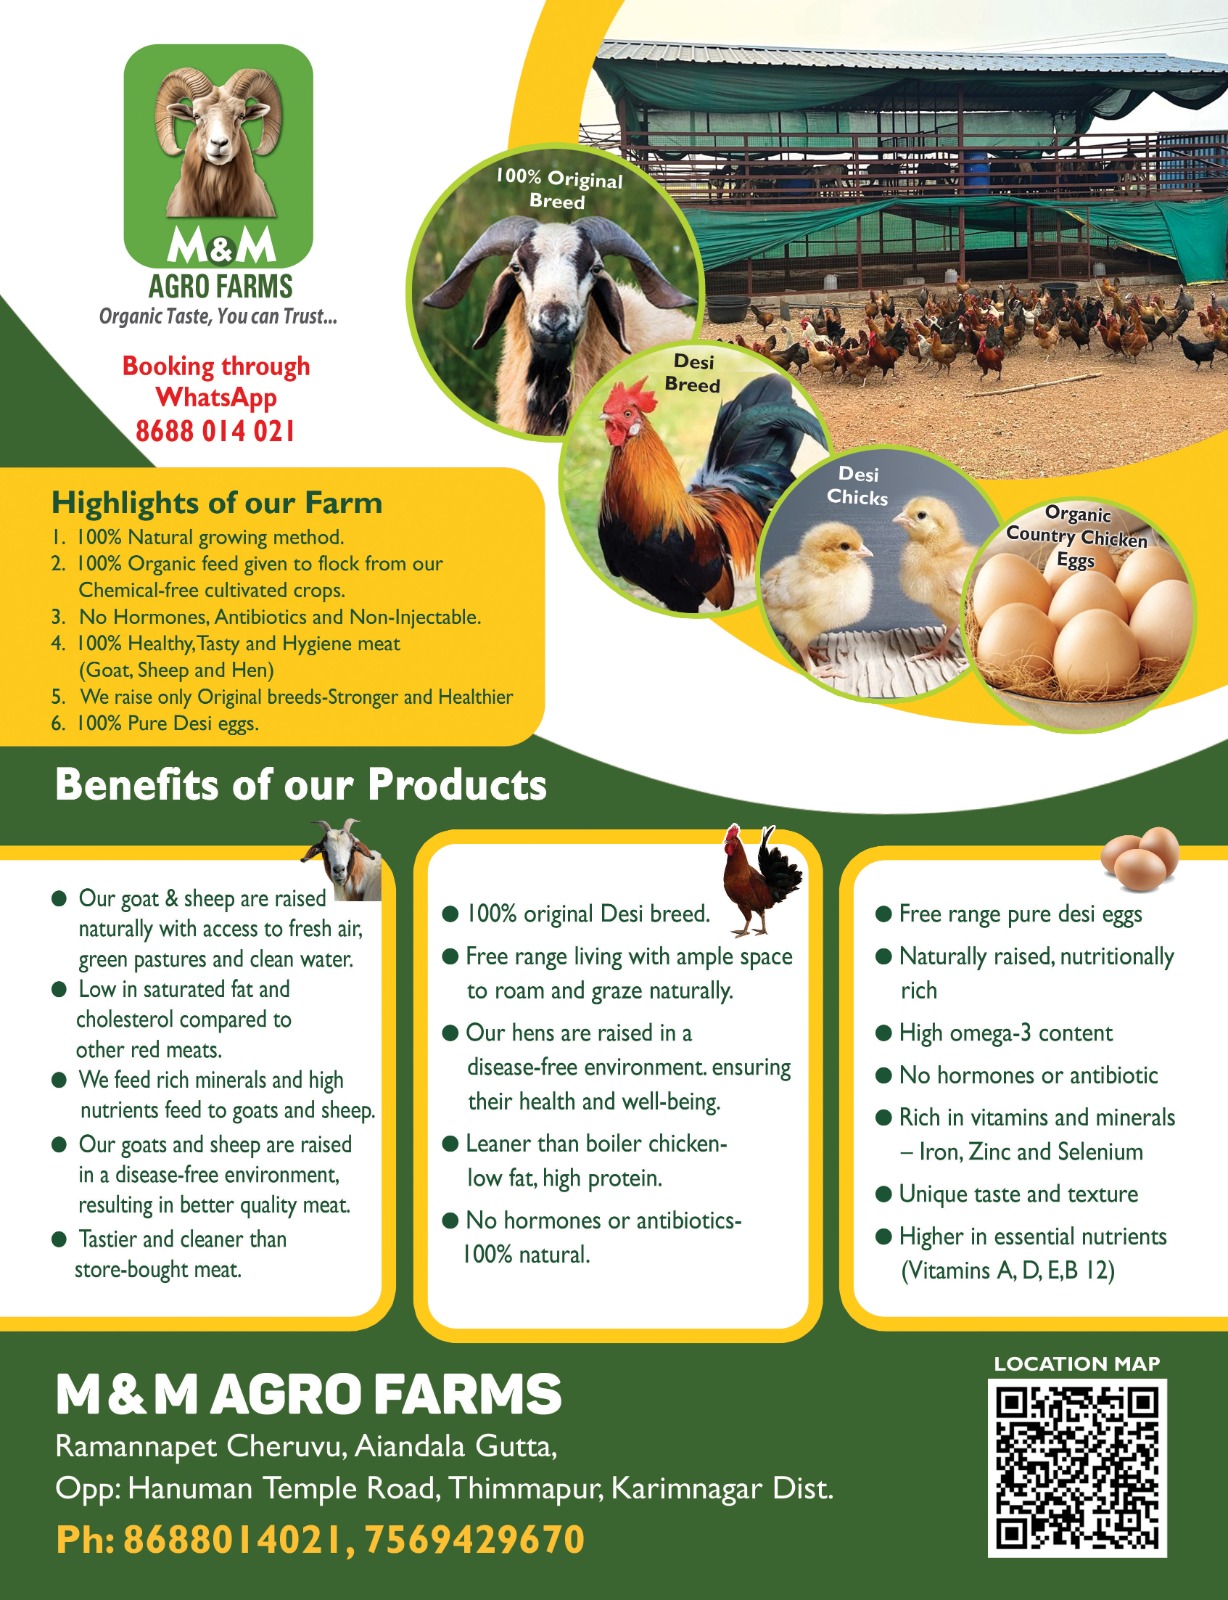 M&M
AGRO FARMS
Organic Taste, You can Trust...
Booking through
WhatsApp
8688 014 021
100% Original
Breed
Desi
Breed
Desi
Chicks
Organic
Country Chicken
Eggs
Highlights of our Farm
1. 100% Natural growing method.
2. 100% Organic feed given to flock from our
Chemical-free cultivated crops.
3. No Hormones, Antibiotics and Non-Injectable.
4. 100% Healthy, Tasty and Hygiene meat
(Goat, Sheep and Hen)
5. We raise only Original breeds-Stronger and Healthier
6. 100% Pure Desi eggs.
Benefits of our Products
● Our goat & sheep are raised
naturally with access to fresh air,
green pastures and clean water.
● Low in saturated fat and
cholesterol compared to
other red meats.
● We feed rich minerals and high
nutrients feed to goats and sheep.
● Our goats and sheep are raised
in a disease-free environment,
resulting in better quality meat.
● Tastier and cleaner than
store-bought meat.
● 100% original Desi breed.
● Free range living with ample space
to roam and graze naturally.
● Our hens are raised in a
disease-free environment. ensuring
their health and well-being.
● Leaner than boiler chicken-
low fat, high protein.
● No hormones or antibiotics-
100% natural.
● Free range pure desi eggs
● Naturally raised, nutritionally
rich
● High omega-3 content
● No hormones or antibiotic
● Rich in vitamins and minerals
– Iron, Zinc and Selenium
● Unique taste and texture
● Higher in essential nutrients
(Vitamins A, D, E,B 12)
M & M AGRO FARMS
Ramannapet Cheruvu, Aiandala Gutta,
Opp: Hanuman Temple Road, Thimmapur, Karimnagar Dist.
Ph: 8688014021, 7569429670
LOCATION MAP